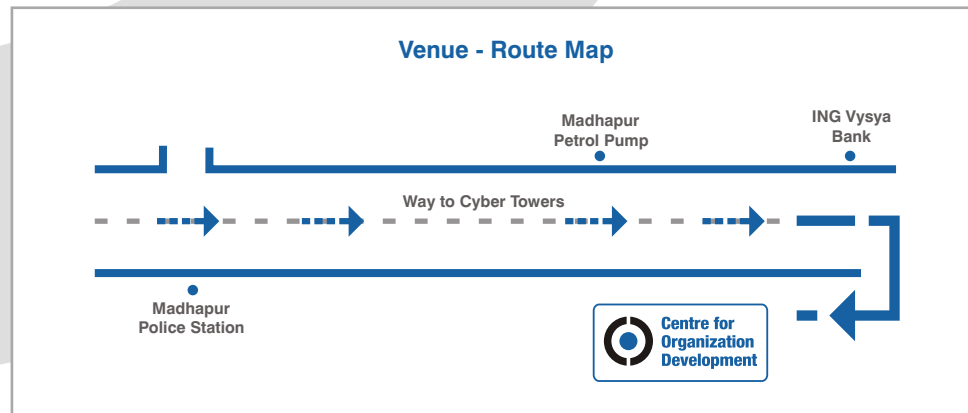 Venue - Route Map
Madhapur
Petrol Pump
ING Vysya
Bank
Way to Cyber Towers
Madhapur
Police Station
Centre for
Organization
Development